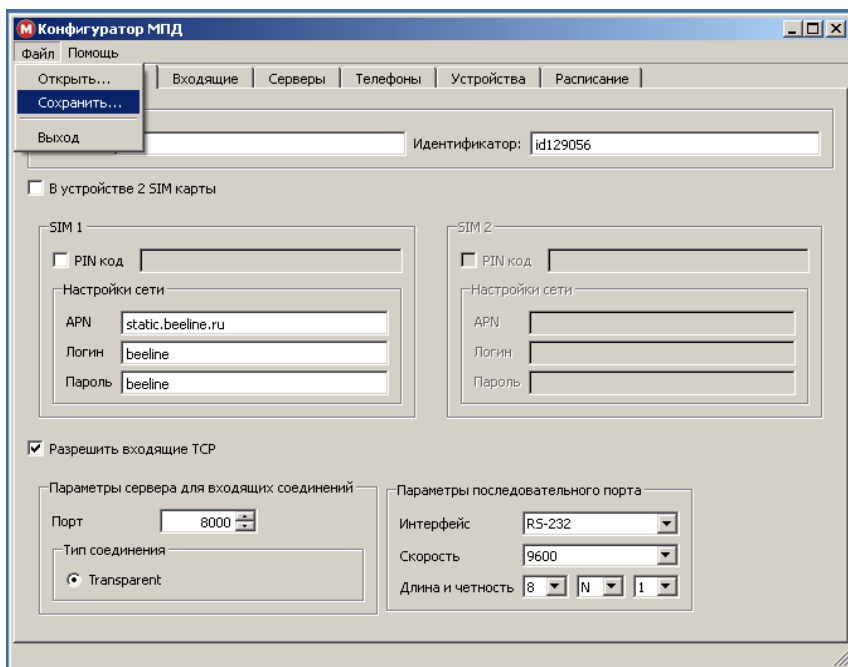 Конфигуратор МПД
Файл Помощь
Открыть... Входящие Серверы Телефоны Устройства Расписание
Сохранить...
Выход
Идентификатор: id129056
В устройстве 2 SIM карты
SIM 1 SIM 2
PIN код PIN код
Настройки сети Настройки сети
APN static.beeline.ru APN
Логин beeline Логин
Пароль beeline Пароль
Разрешить входящие TCP
Параметры сервера для входящих соединений Параметры последовательного порта
Порт 8000 Интерфейс RS-232
Тип соединения Скорость 9600
Transparent Длина и четность 8 N 1